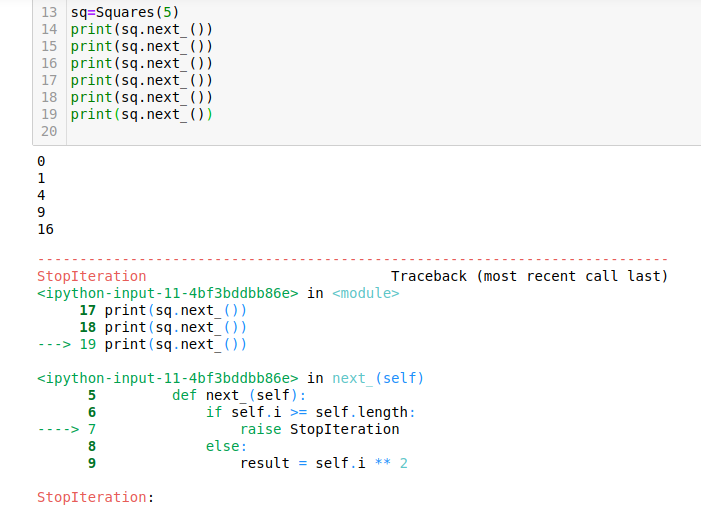 13 sq=Squares(5)
14 print(sq.next_())
15 print(sq.next_())
16 print(sq.next_())
17 print(sq.next_())
18 print(sq.next_())
19 print(sq.next_())
20
0
1
4
9
16
---------------------------------------------------------------------------
StopIteration                             Traceback (most recent call last)
<ipython-input-11-4bf3bddbb86e> in <module>
     17 print(sq.next_())
     18 print(sq.next_())
---> 19 print(sq.next_())
<ipython-input-11-4bf3bddbb86e> in next_(self)
      5         def next_(self):
      6             if self.i >= self.length:
----> 7                 raise StopIteration
      8             else:
      9                 result = self.i ** 2
StopIteration: